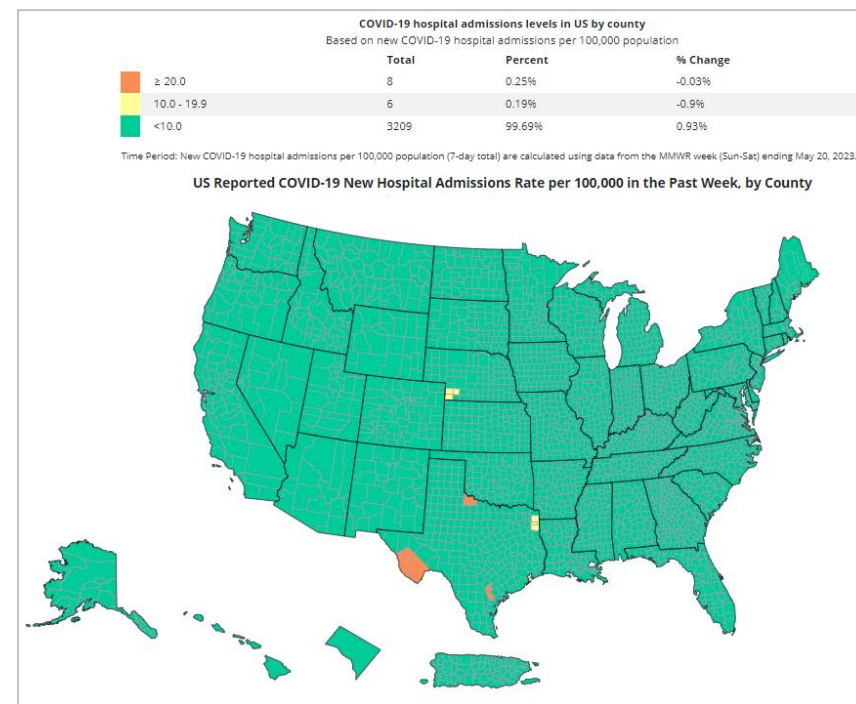 COVID-19 hospital admissions levels in US by county
Based on new COVID-19 hospital admissions per 100,000 population
Total Percent % Change
≥ 20.0 8 0.25% -0.03%
10.0 - 19.9 6 0.19% -0.9%
<10.0 3209 99.69% 0.93%
Time Period: New COVID-19 hospital admissions per 100,000 population (7-day total) are calculated using data from the MMWR week (Sun-Sat) ending May 20, 2023.
US Reported COVID-19 New Hospital Admissions Rate per 100,000 in the Past Week, by County